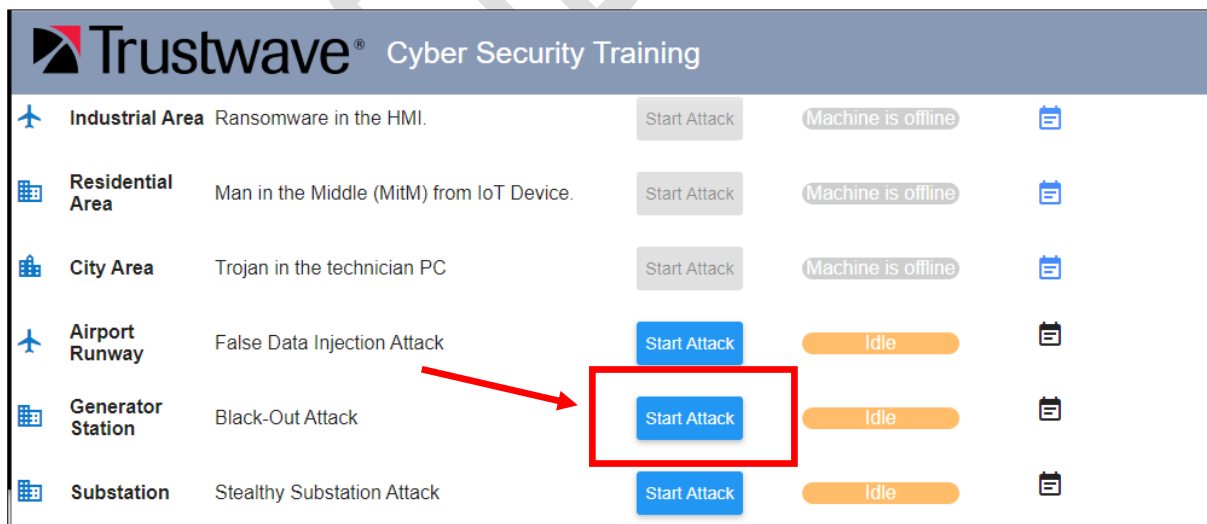 Trustwave® Cyber Security Training
Industrial Area Ransomware in the HMI. Start Attack Machine is offline
Residential Area Man in the Middle (MitM) from IoT Device. Start Attack Machine is offline
City Area Trojan in the technician PC Start Attack Machine is offline
Airport Runway False Data Injection Attack Start Attack Idle
Generator Station Black-Out Attack Start Attack Idle
Substation Stealthy Substation Attack Start Attack Idle